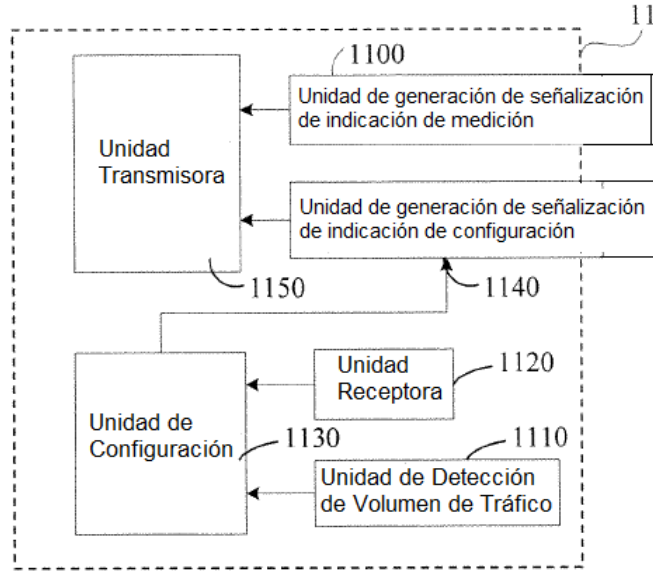 11
1100
Unidad de generación de señalización
de indicación de medición
Unidad
Transmisora
Unidad de generación de señalización
de indicación de configuración
1150
1140
Unidad
Receptora
1120
Unidad de
Configuración
1130
1110
Unidad de Detección
de Volumen de Tráfico